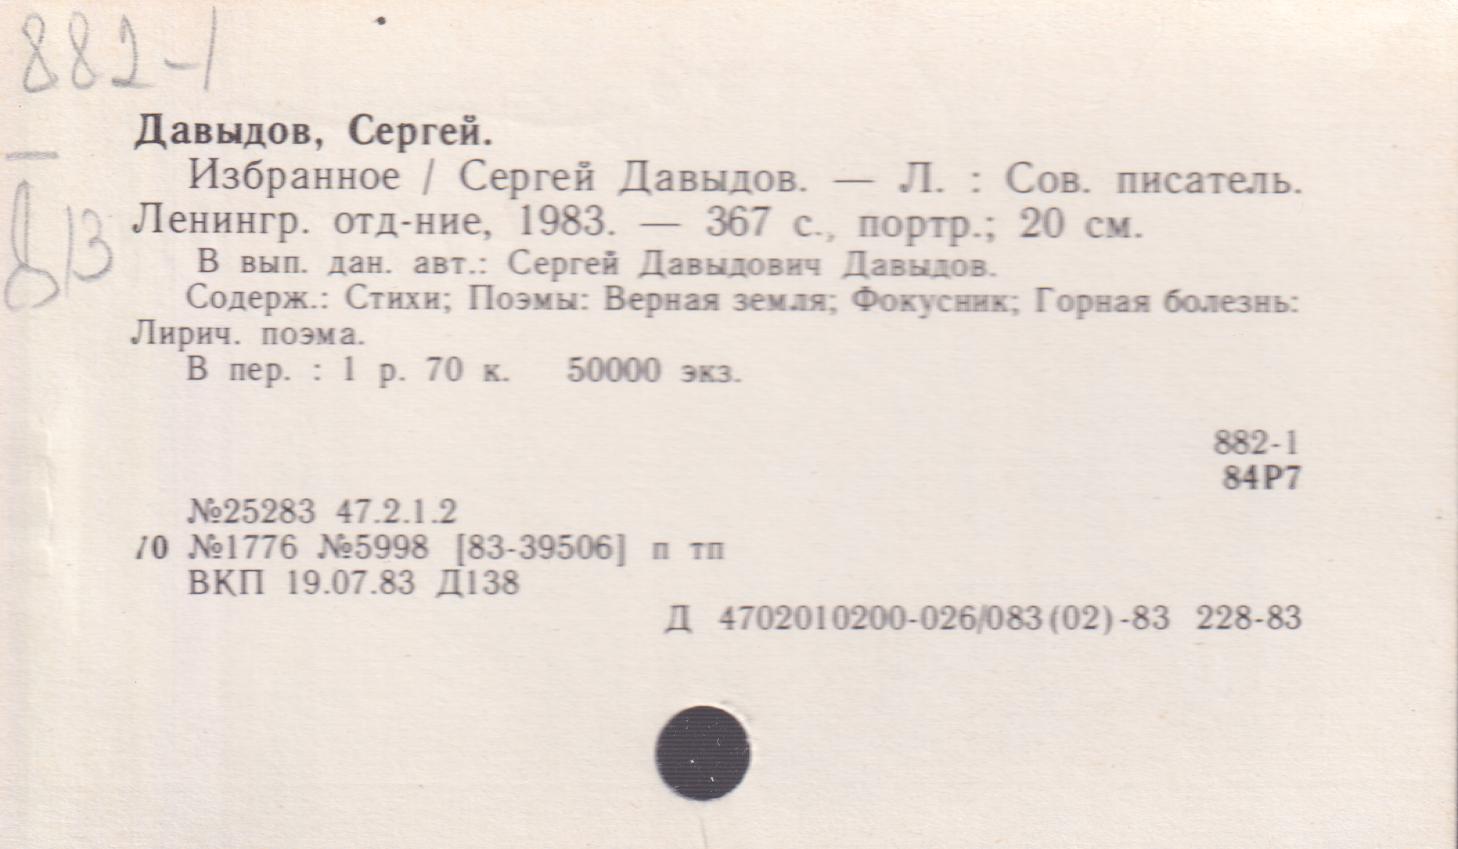 882-1
Давыдов, Сергей.
Избранное / Сергей Давыдов. — Л. : Сов. писатель.
Ленингр. отд-ние, 1983. — 367 с., портр.; 20 см.
Д13
В вып. дан. авт.: Сергей Давыдович Давыдов.
Содерж.: Стихи; Поэмы: Верная земля; Фокусник; Горная болезнь:
Лирич. поэма.
В пер. : 1 р. 70 к. 50000 экз.
882-1
84Р7
№25283 47.2.1.2
10 №1776 №5998 [83-39506] п тп
ВКП 19.07.83 Д138
Д 4702010200-026/083(02)-83 228-83